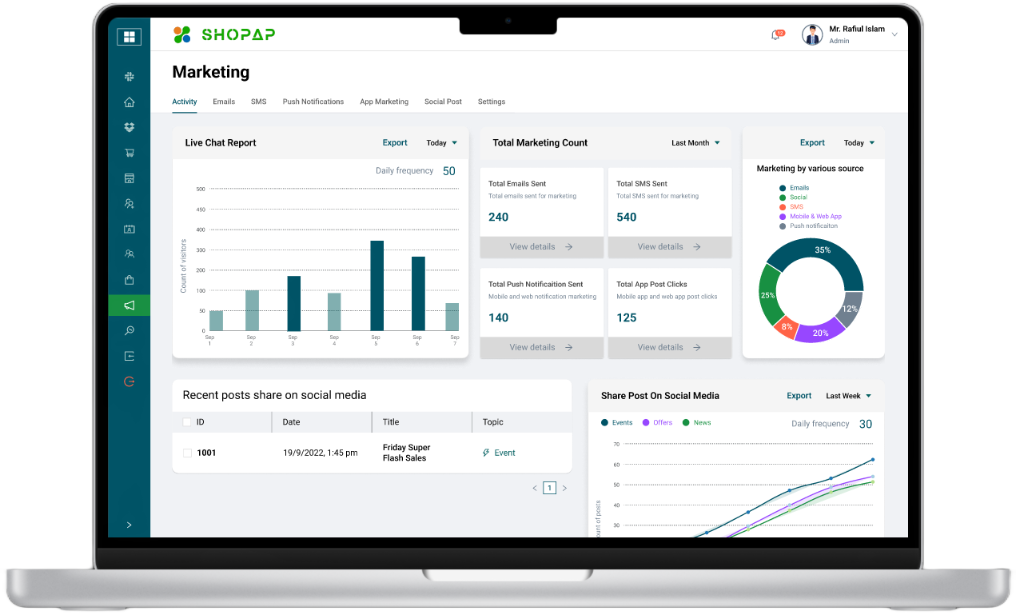 SHOPAP
10
Mr. Rafiul Islam
Admin
Marketing
Activity
Emails
SMS
Push Notifications
App Marketing
Social Post
Settings
Live Chat Report
Export
Today
Daily frequency 50
Count of visitors
500
450
400
300
200
100
50
0
Sep 1
Sep 2
Sep 3
Sep 4
Sep 5
Sep 6
Sep 7
Total Marketing Count
Last Month
Total Emails Sent
Total emails sent for marketing
240
View details
Total SMS Sent
Total SMS sent for marketing
540
View details
Total Push Notificaition Sent
Mobile and web notification marketing
140
View details
Total App Post Clicks
Mobile app and web app post clicks
125
View details
Export
Today
Marketing by various source
Emails
Social
SMS
Mobile & Web App
Push notificaiton
35%
25%
12%
8%
20%
Recent posts share on social media
ID
Date
Title
Topic
1001
19/9/2022, 1:45 pm
Friday Super
Flash Sales
Event
< 1 >
Share Post On Social Media
Export
Last Week
Events
Offers
News
Daily frequency 30
70
60
50
40
30
unt of posts